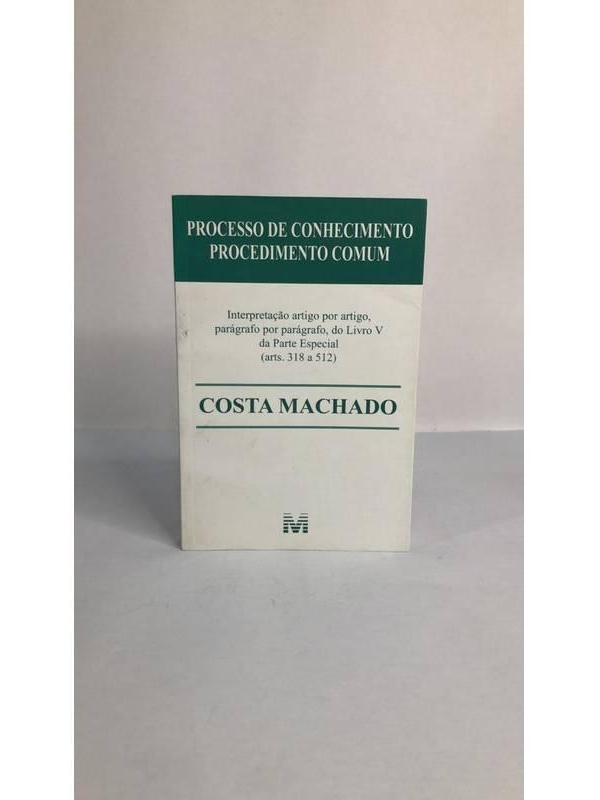 PROCESSO DE CONHECIMENTO
PROCEDIMENTO COMUM
Interpretação artigo por artigo,
parágrafo por parágrafo, do Livro V
da Parte Especial
(arts. 318 a 512)
COSTA MACHADO
M